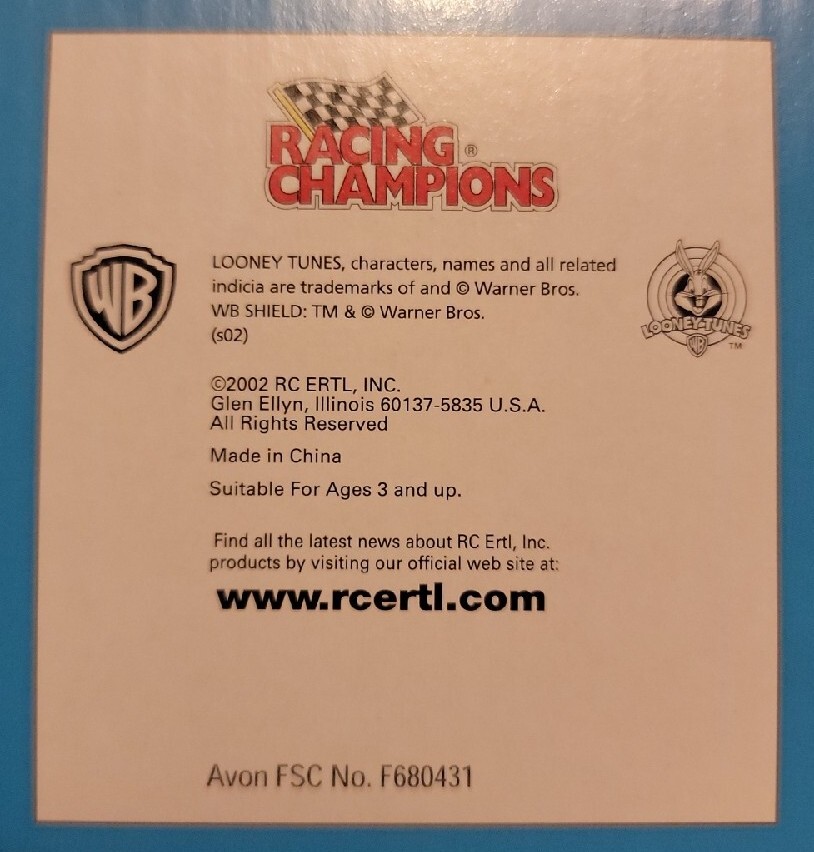 RACING ®
CHAMPIONS
WB
LOONEY TUNES, characters, names and all related
indicia are trademarks of and © Warner Bros.
WB SHIELD: TM & © Warner Bros.
(s02)
LOONEY TUNES
WB
TM
©2002 RC ERTL, INC.
Glen Ellyn, Illinois 60137-5835 U.S.A.
All Rights Reserved
Made in China
Suitable For Ages 3 and up.
Find all the latest news about RC Ertl, Inc.
products by visiting our official web site at:
www.rcertl.com
Avon FSC No. F680431